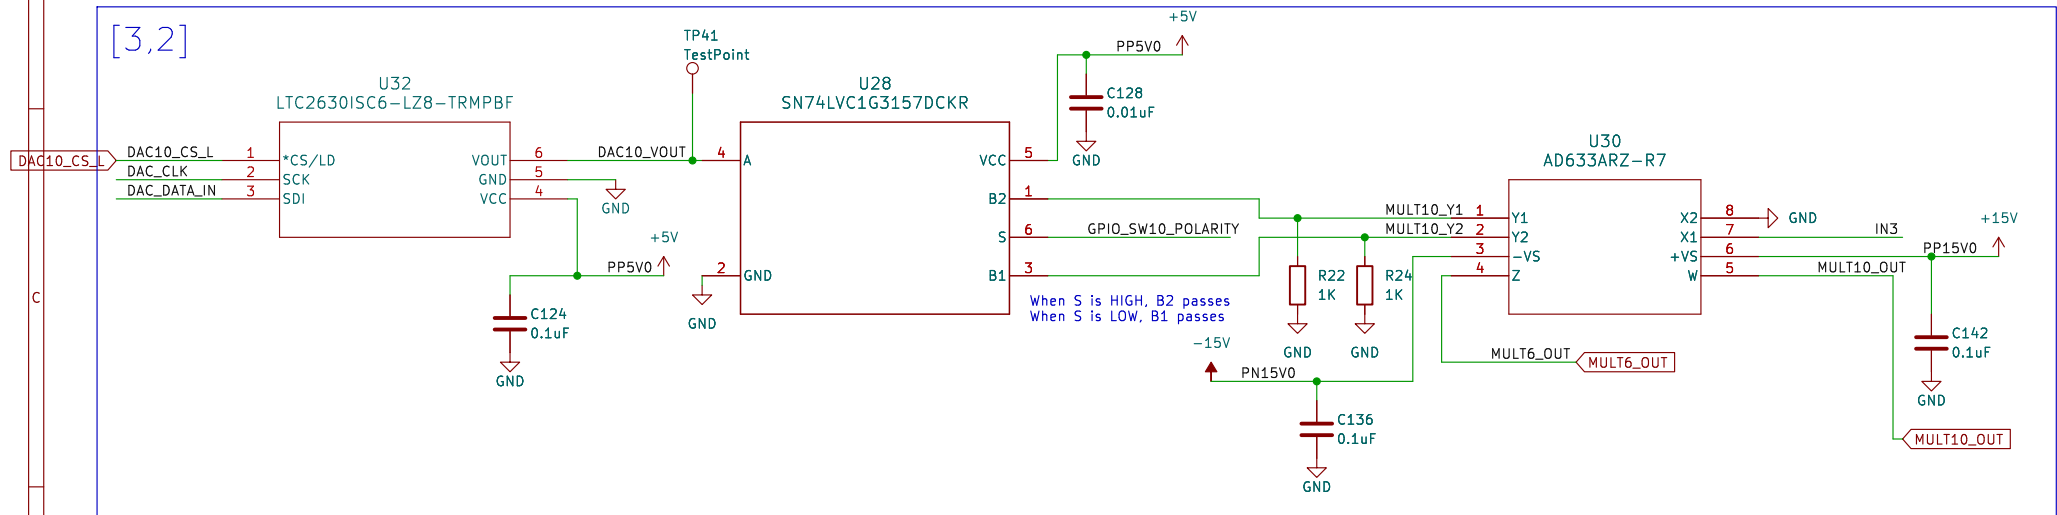 [3,2]
C
U32
LTC2630ISC6-LZ8-TRMPBF
DAC10_CS_L
DAC10_CS_L
DAC_CLK
DAC_DATA_IN
1
2
3
*CS/LD
SCK
SDI
VOUT
GND
VCC
6
5
4
GND
+5V
PP5V0
C124
0.1uF
GND
TP41
TestPoint
DAC10_VOUT
U28
SN74LVC1G3157DCKR
4
A
2
GND
GND
VCC
B2
S
B1
5
1
6
3
+5V
PP5V0
C128
0.01uF
GND
GPIO_SW10_POLARITY
When S is HIGH, B2 passes
When S is LOW, B1 passes
R22
1K
GND
R24
1K
GND
-15V
PN15V0
C136
0.1uF
GND
MULT10_Y1
MULT10_Y2
U30
AD633ARZ-R7
1
2
3
4
Y1
Y2
-VS
Z
X2
X1
+VS
W
8
7
6
5
GND
IN3
+15V
PP15V0
MULT10_OUT
C142
0.1uF
GND
MULT6_OUT
MULT6_OUT
MULT10_OUT